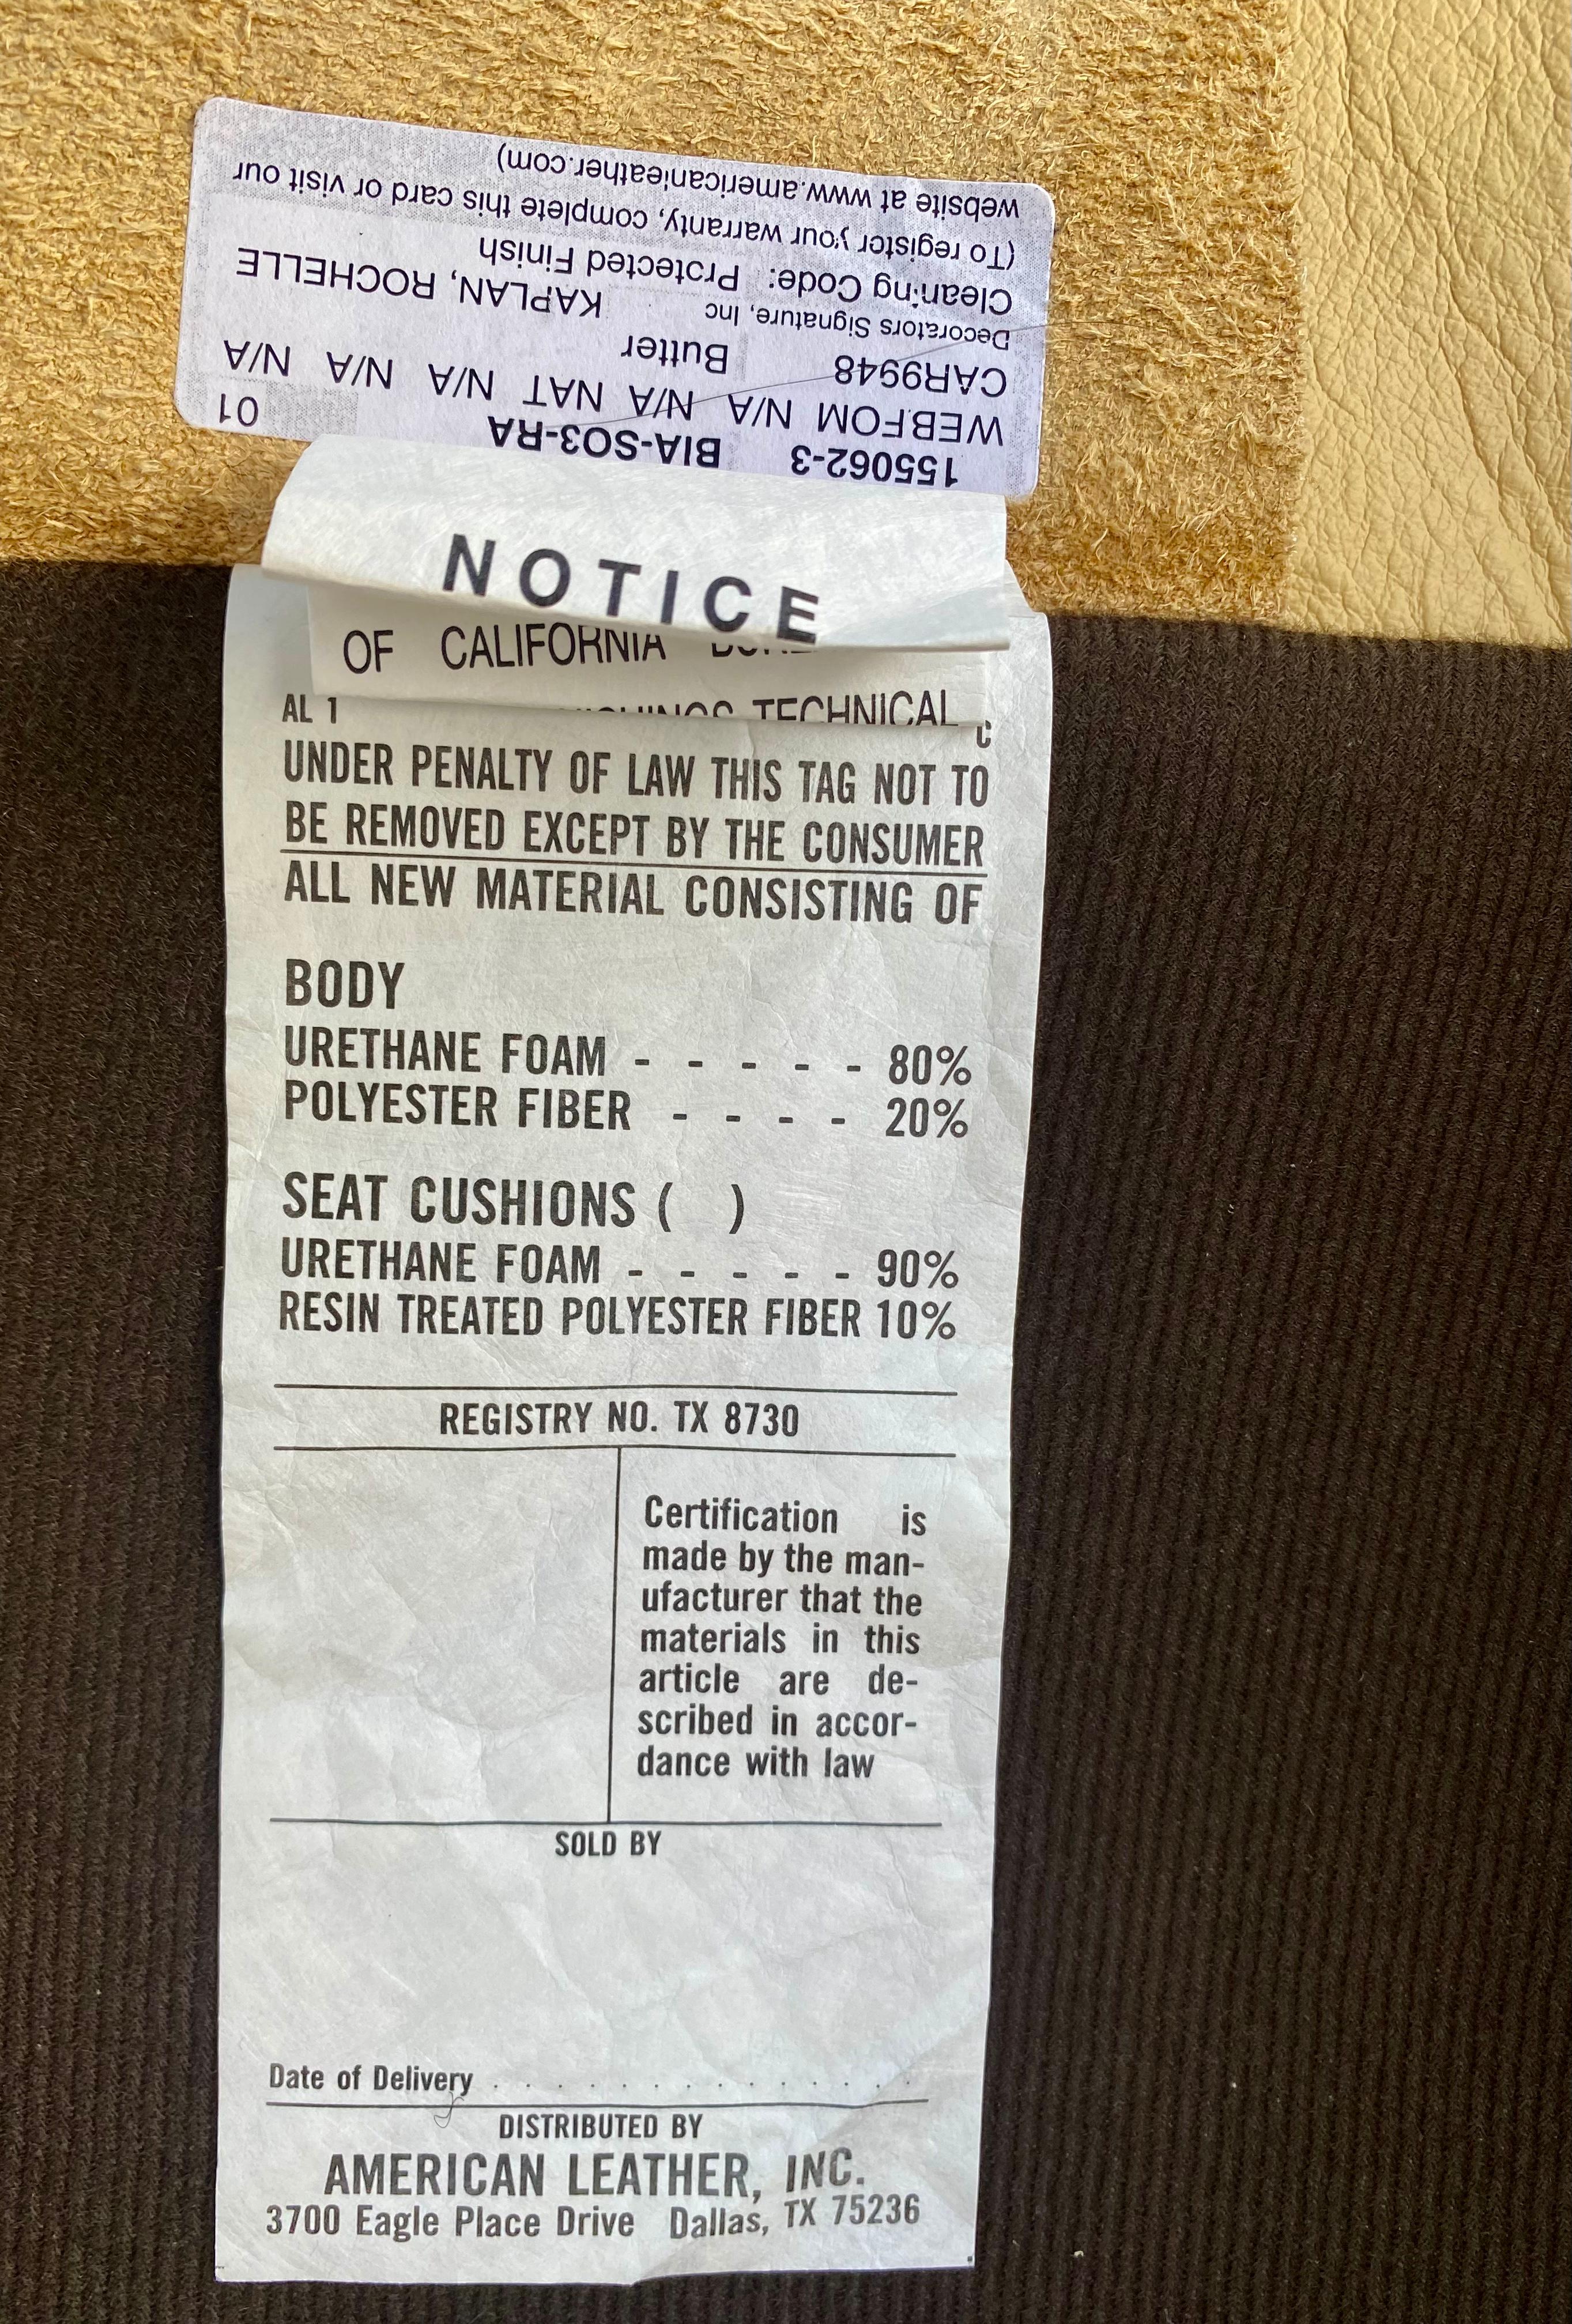 155062-3 BIA-SO3-RA 01
WEB.FOM N/A N/A NAT N/A N/A N/A
CAR9948 Butter
Decorators Signature, Inc KAPLAN, ROCHELLE
Cleaning Code: Protected Finish
(To register your warranty, complete this card or visit our
website at www.americanleather.com)
NOTICE
OF CALIFORNIA
TECHNICAL
AL 1 C
UNDER PENALTY OF LAW THIS TAG NOT TO
BE REMOVED EXCEPT BY THE CONSUMER
ALL NEW MATERIAL CONSISTING OF
BODY
URETHANE FOAM - - - - - 80%
POLYESTER FIBER - - - - 20%
SEAT CUSHIONS ( )
URETHANE FOAM - - - - - 90%
RESIN TREATED POLYESTER FIBER 10%
REGISTRY NO. TX 8730
Certification is
made by the man-
ufacturer that the
materials in this
article are de-
scribed in accor-
dance with law
SOLD BY
Date of Delivery . . . . . . . . . . . . . .
DISTRIBUTED BY
AMERICAN LEATHER, INC.
3700 Eagle Place Drive Dallas, TX 75236